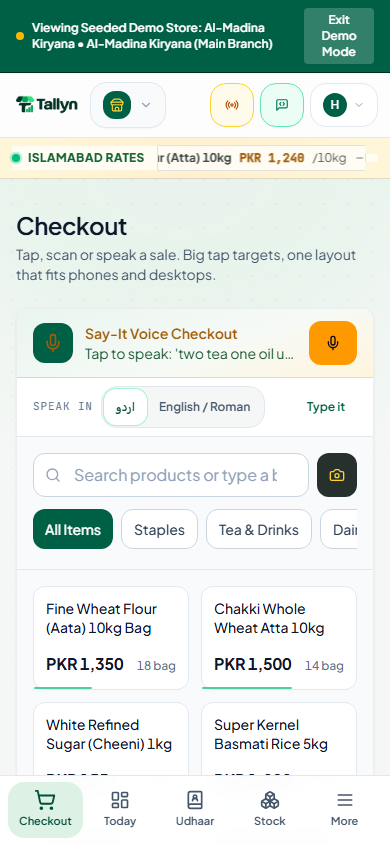 Viewing Seeded Demo Store: Al-Madina
Kiryana • Al-Madina Kiryana (Main Branch)
Exit
Demo
Mode
Tallyn
H
ISLAMABAD RATES
(Atta) 10kg PKR 1,240 /10kg
Checkout
Tap, scan or speak a sale. Big tap targets, one layout
that fits phones and desktops.
Say-It Voice Checkout
Tap to speak: 'two tea one oil u...
SPEAK IN
اردو
English / Roman
Type it
Search products or type a
All Items
Staples
Tea & Drinks
Fine Wheat Flour
(Aata) 10kg Bag
PKR 1,350 18 bag
Chakki Whole
Wheat Atta 10kg
PKR 1,500 14 bag
White Refined
Sugar (Cheeni) 1kg
Super Kernel
Basmati Rice 5kg
Checkout
Today
Udhaar
Stock
More